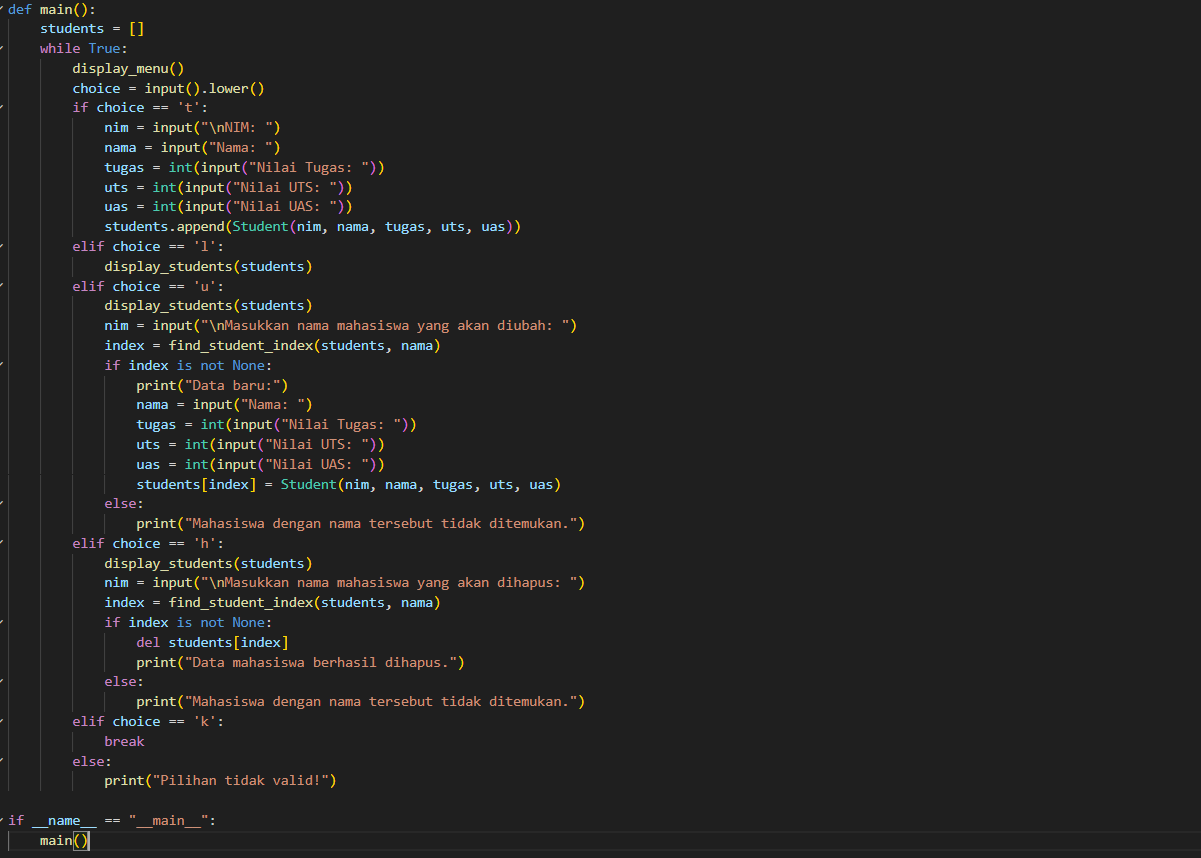 def main():
    students = []
    while True:
        display_menu()
        choice = input().lower()
        if choice == 't':
            nim = input("\nNIM: ")
            nama = input("Nama: ")
            tugas = int(input("Nilai Tugas: "))
            uts = int(input("Nilai UTS: "))
            uas = int(input("Nilai UAS: "))
            students.append(Student(nim, nama, tugas, uts, uas))
        elif choice == 'l':
            display_students(students)
        elif choice == 'u':
            display_students(students)
            nim = input("\nMasukkan nama mahasiswa yang akan diubah: ")
            index = find_student_index(students, nama)
            if index is not None:
                print("Data baru:")
                nama = input("Nama: ")
                tugas = int(input("Nilai Tugas: "))
                uts = int(input("Nilai UTS: "))
                uas = int(input("Nilai UAS: "))
                students[index] = Student(nim, nama, tugas, uts, uas)
            else:
                print("Mahasiswa dengan nama tersebut tidak ditemukan.")
        elif choice == 'h':
            display_students(students)
            nim = input("\nMasukkan nama mahasiswa yang akan dihapus: ")
            index = find_student_index(students, nama)
            if index is not None:
                del students[index]
                print("Data mahasiswa berhasil dihapus.")
            else:
                print("Mahasiswa dengan nama tersebut tidak ditemukan.")
        elif choice == 'k':
            break
        else:
            print("Pilihan tidak valid!")

if __name__ == "__main__":
    main()